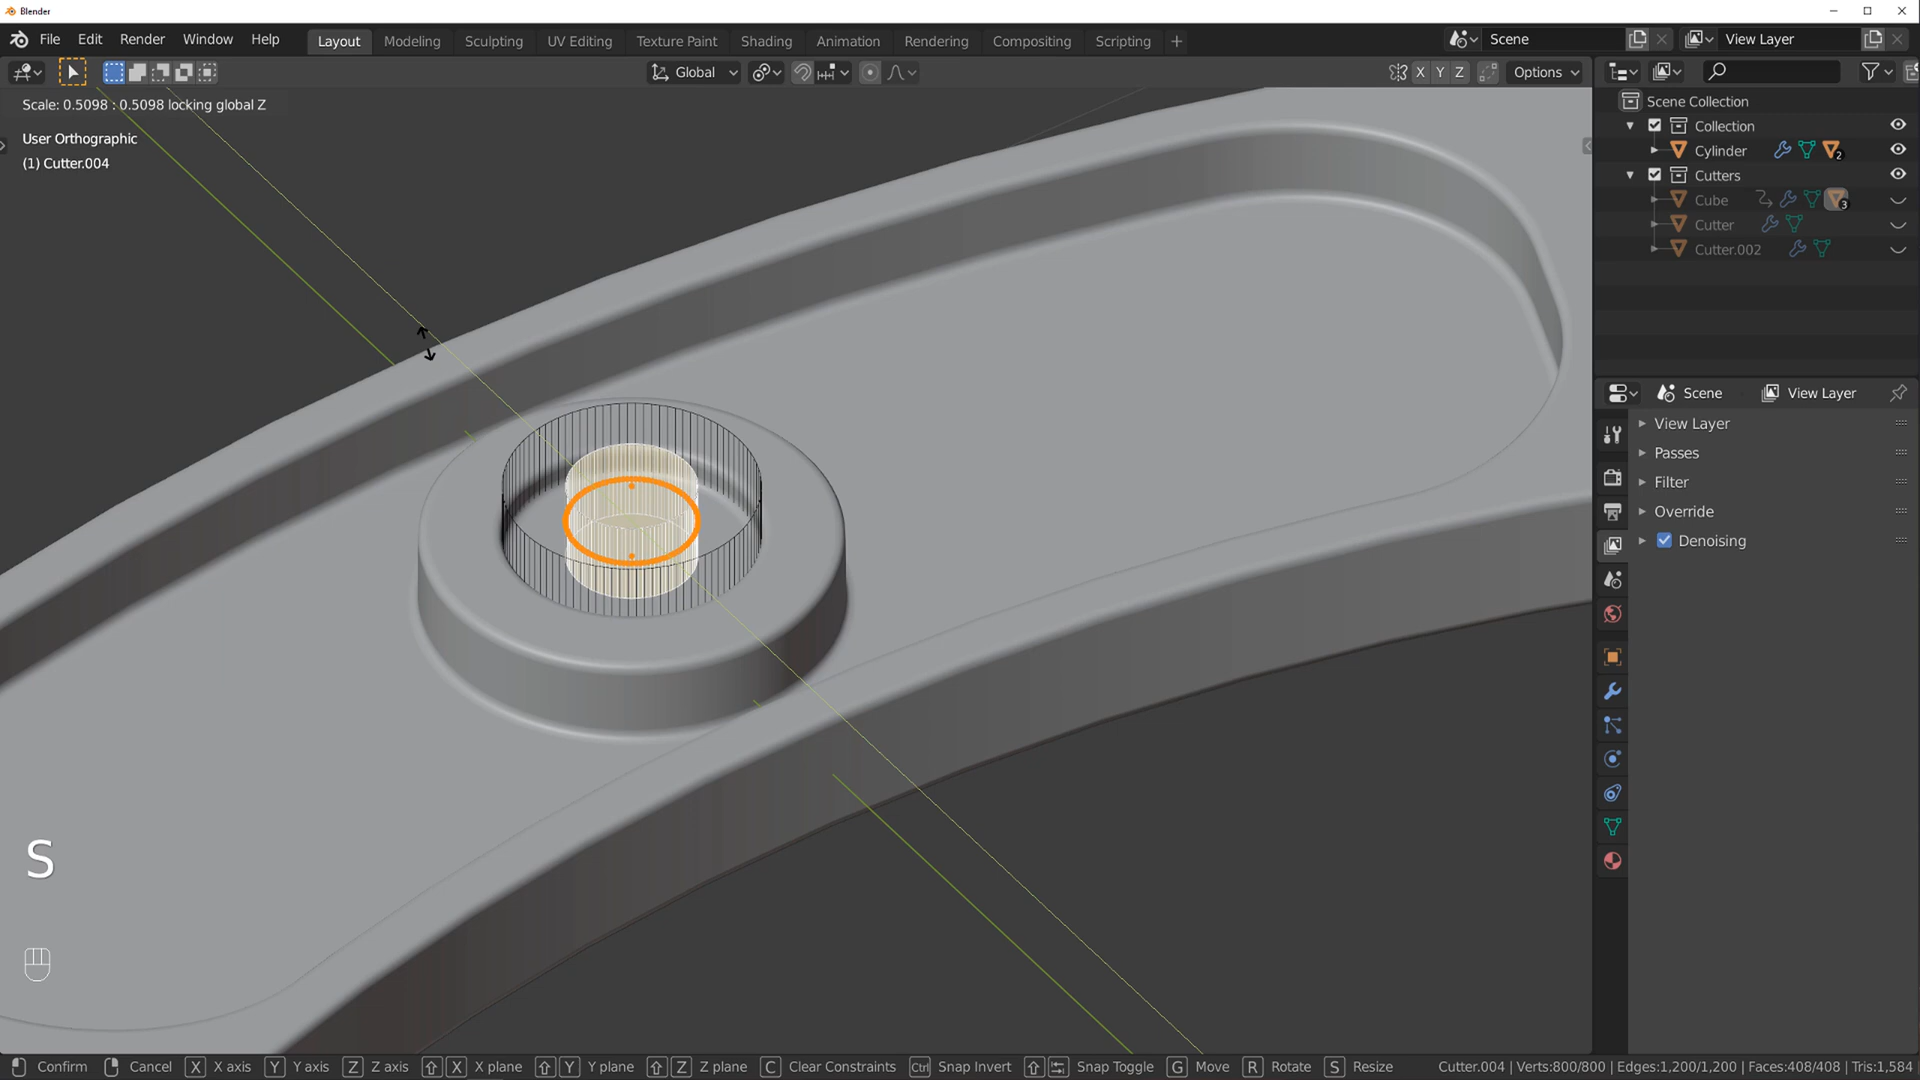 Blender
File Edit Render Window Help Layout Modeling Sculpting UV Editing Texture Paint Shading Animation Rendering Compositing Scripting + Scene View Layer
Global X Y Z Options
Scale: 0.5098 : 0.5098 locking global Z
User Orthographic
(1) Cutter.004
Scene Collection
Collection
Cylinder 2
Cutters
Cube 3
Cutter
Cutter.002
Scene View Layer
View Layer
Passes
Filter
Override
Denoising
S
Confirm Cancel X X axis Y Y axis Z Z axis X X plane Y Y plane Z Z plane C Clear Constraints Ctrl Snap Invert Snap Toggle G Move R Rotate S Resize Cutter.004 | Verts:800/800 | Edges:1,200/1,200 | Faces:408/408 | Tris:1,584